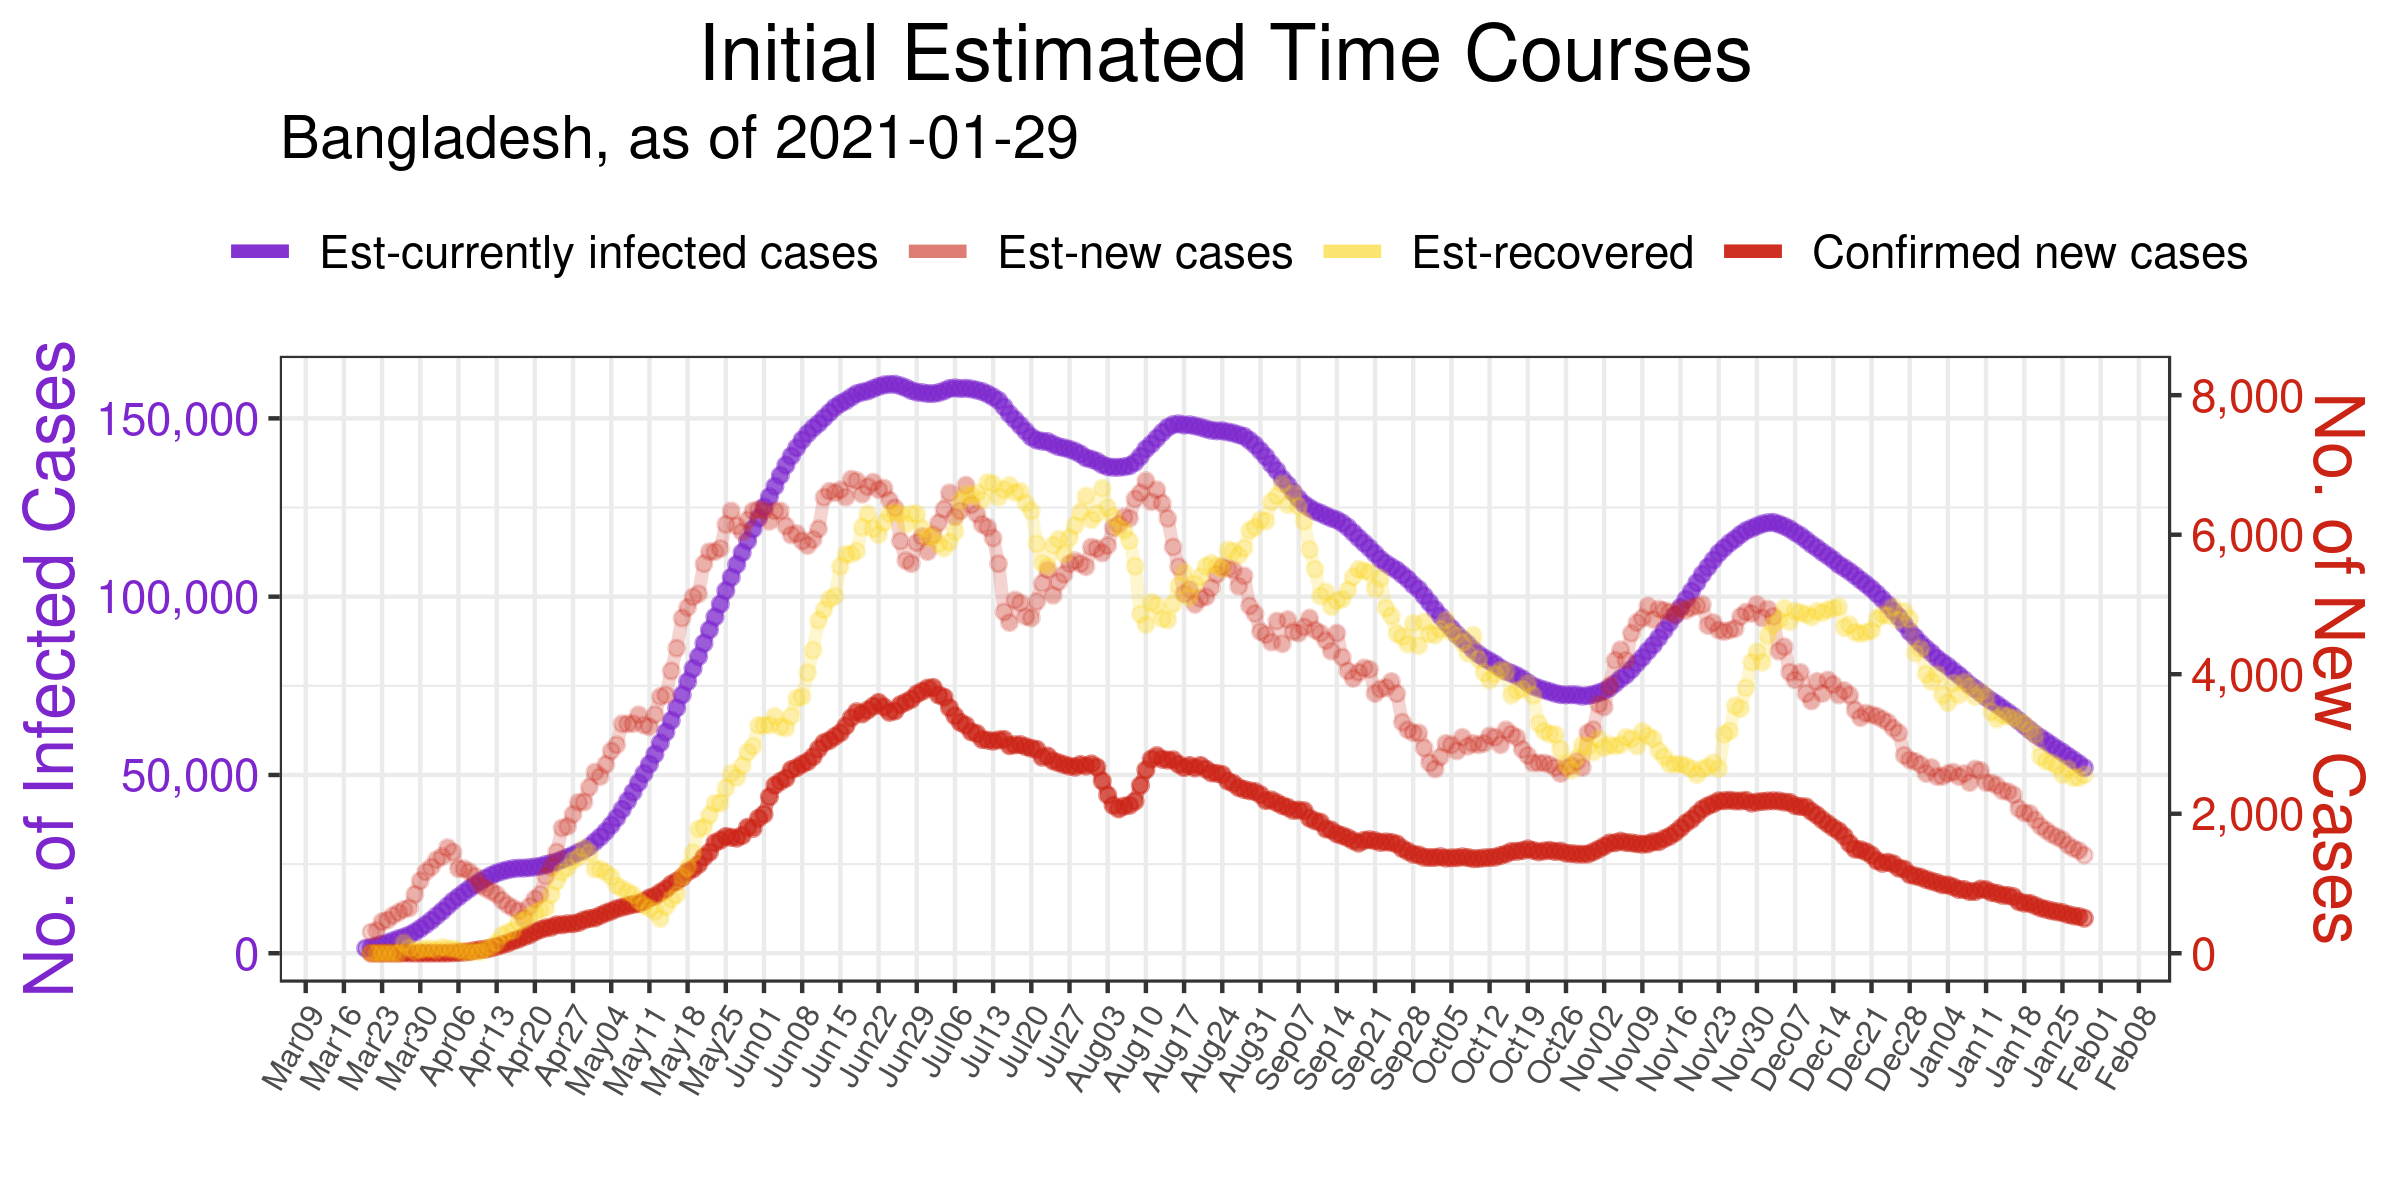 Initial Estimated Time Courses
Bangladesh, as of 2021-01-29
Est-currently infected cases Est-new cases Est-recovered Confirmed new cases
No. of Infected Cases
150,000
100,000
50,000
0
8,000
6,000
4,000
2,000
0
No. of New Cases
Mar09 Mar16 Mar23 Mar30 Apr06 Apr13 Apr20 Apr27 May04 May11 May18 May25 Jun01 Jun08 Jun15 Jun22 Jun29 Jul06 Jul13 Jul20 Jul27 Aug03 Aug10 Aug17 Aug24 Aug31 Sep07 Sep14 Sep21 Sep28 Oct05 Oct12 Oct19 Oct26 Nov02 Nov09 Nov16 Nov23 Nov30 Dec07 Dec14 Dec21 Dec28 Jan04 Jan11 Jan18 Jan25 Feb01 Feb08